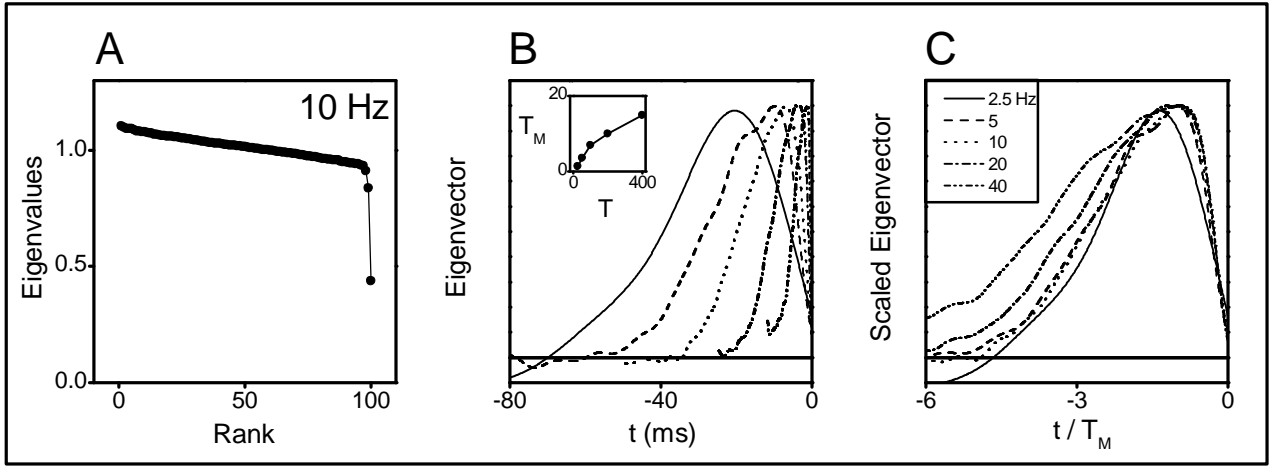 A
10 Hz
Eigenvalues
1.0
0.5
0.0
0
50
100
Rank
B
Eigenvector
20
T_M
0
0
400
T
-80
-40
0
t (ms)
C
2.5 Hz
5
10
20
40
Scaled Eigenvector
-6
-3
0
t / T_M